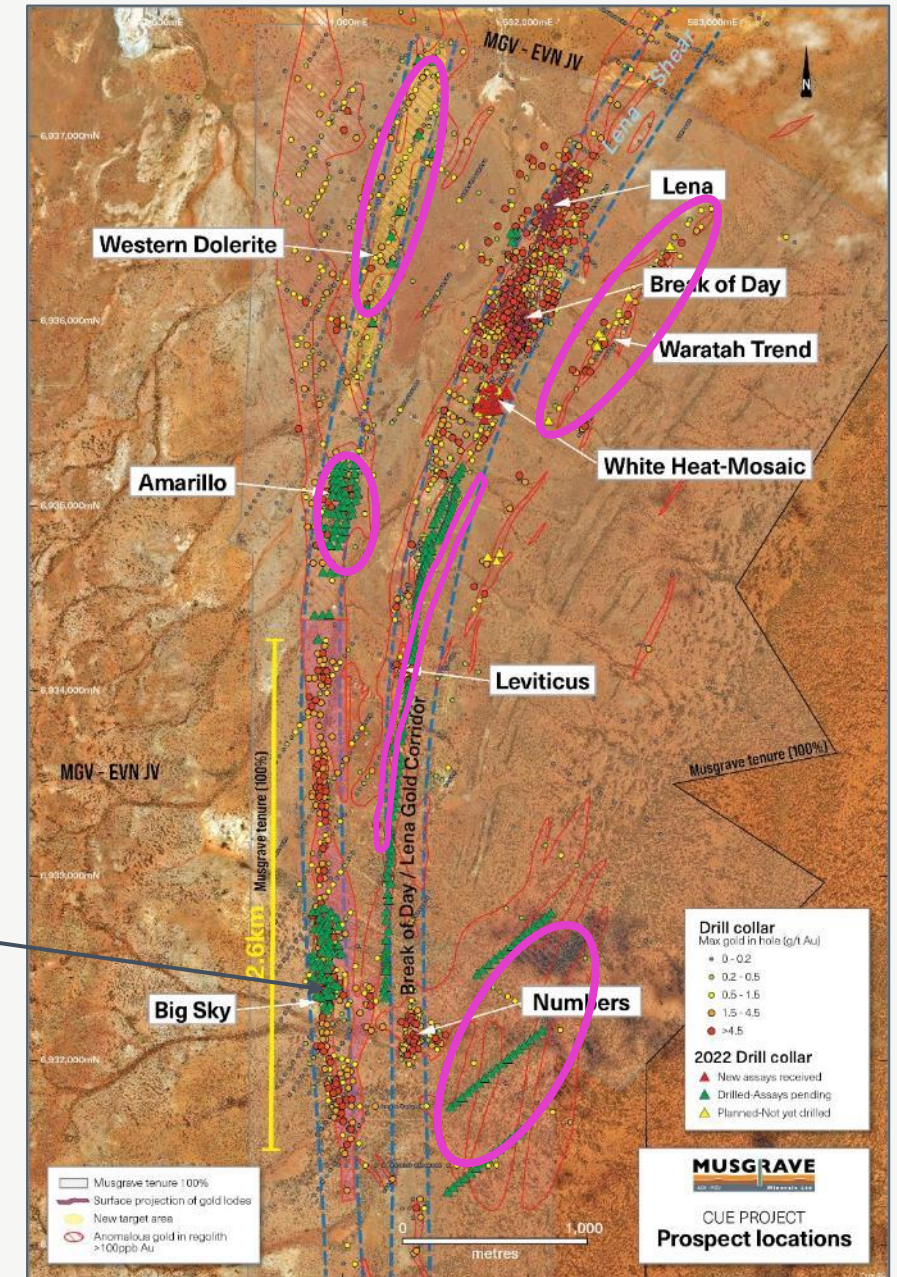 1,000mE
582,000mE
583,000mE
MGV-EVN JV
Lena Shear
N
6,937,000mN
Lena
Western Dolerite
Break of Day
6,936,000mN
Waratah Trend
White Heat-Mosaic
Amarillo
6,935,000mN
Leviticus
6,934,000mN
Musgrave tenure (100%)
MGV - EVN JV
Musgrave tenure (100%)
Break of Day / Lena Gold Corridor
6,933,000mN
2.6km
Big Sky
Numbers
6,932,000mN
Drill collar
Max gold in hole (g/t Au)
0 - 0.2
0.2 - 0.5
0.5 - 1.5
1.5 - 4.5
>4.5
2022 Drill collar
New assays received
Drilled-Assays pending
Planned-Not yet drilled
Musgrave tenure 100%
Surface projection of gold lodes
New target area
Anomalous gold in regolith
>100ppb Au
0 1,000
metres
MUSGRAVE
Minerals Ltd
CUE PROJECT
Prospect locations